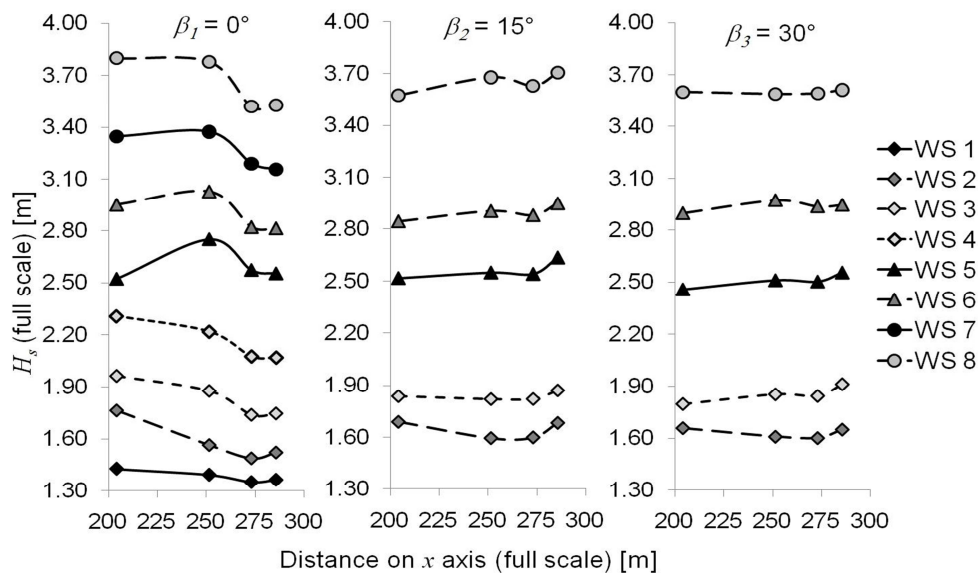 4.00
3.70
3.40
3.10
2.80
2.50
2.20
1.90
1.60
1.30
β1 = 0°
200 225 250 275 300
4.00
3.70
3.40
3.10
2.80
2.50
2.20
1.90
1.60
1.30
β2 = 15°
200 225 250 275 300
4.00
3.70
3.40
3.10
2.80
2.50
2.20
1.90
1.60
1.30
β3 = 30°
200 225 250 275 300
Hs (full scale) [m]
Distance on x axis (full scale) [m]
WS 1
WS 2
WS 3
WS 4
WS 5
WS 6
WS 7
WS 8